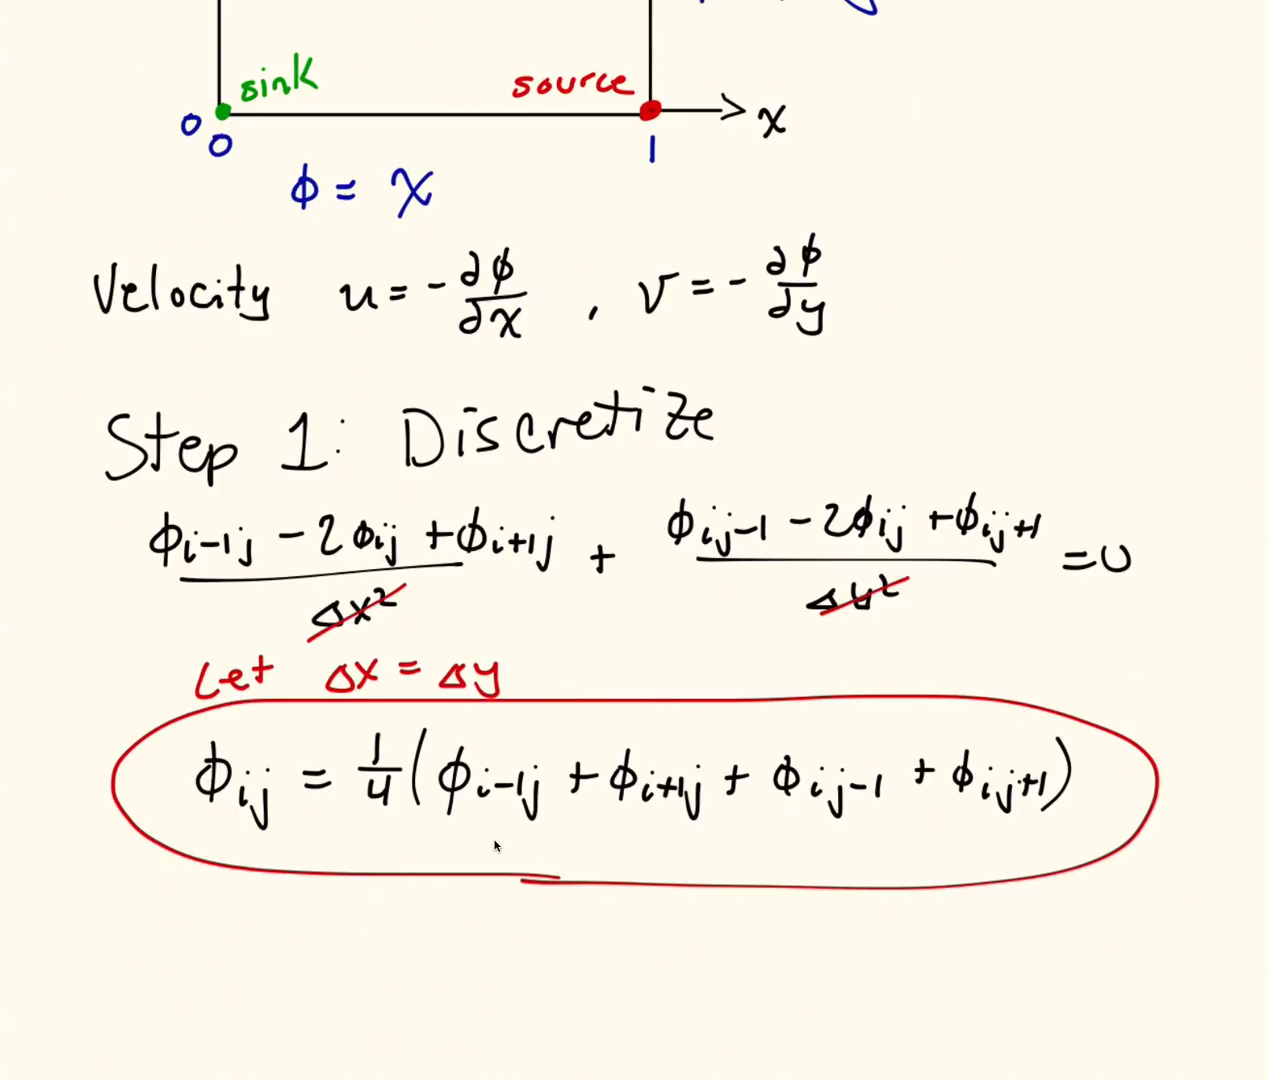 sink
source
0
0
1
x
ϕ = x
Velocity u = -∂ϕ/∂x , v = -∂ϕ/∂y
Step 1: Discretize
(ϕi-1j - 2ϕij + ϕi+1j)/Δx² + (ϕij-1 - 2ϕij + ϕij+1)/Δy² = 0
Let Δx = Δy
ϕij = 1/4 (ϕi-1j + ϕi+1j + ϕij-1 + ϕij+1)